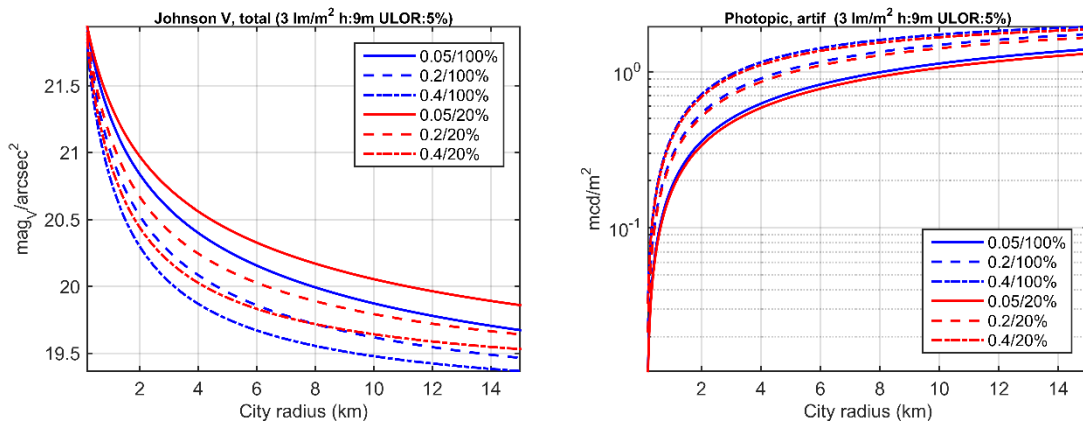 Johnson V, total (3 lm/m² h:9m ULOR:5%)
mag_V/arcsec²
21.5
21
20.5
20
19.5
0.05/100%
0.2/100%
0.4/100%
0.05/20%
0.2/20%
0.4/20%
2 4 6 8 10 12 14
City radius (km)
Photopic, artif (3 lm/m² h:9m ULOR:5%)
mcd/m²
10⁰
10⁻¹
0.05/100%
0.2/100%
0.4/100%
0.05/20%
0.2/20%
0.4/20%
2 4 6 8 10 12 14
City radius (km)